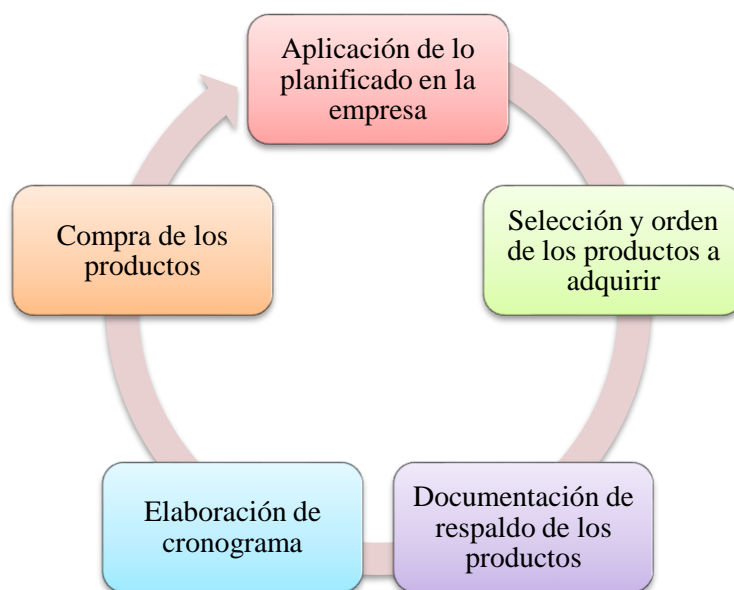 Aplicación de lo
planificado en la
empresa
Selección y orden
de los productos a
adquirir
Documentación de
respaldo de los
productos
Elaboración de
cronograma
Compra de los
productos